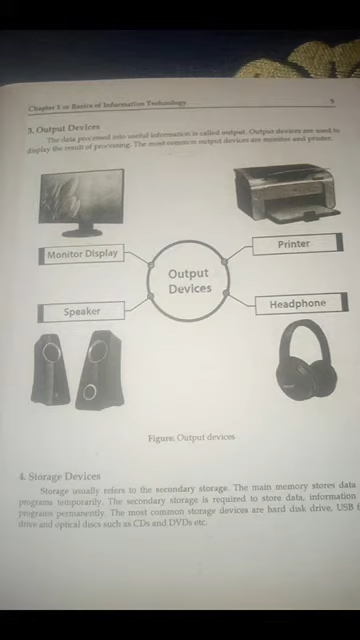 Chapter 1 or Basics of Information Technology 5
3. Output Devices
The data processed into useful information is called output. Output devices are used to
display the result of processing. The most common output devices are monitor and printer.
Monitor Display
Printer
Output
Devices
Speaker
Headphone
Figure: Output devices
4. Storage Devices
Storage usually refers to the secondary storage. The main memory stores data
programs temporarily. The secondary storage is required to store data, information
programs permanently. The most common storage devices are hard disk drive, USB
drive and optical discs such as CDs and DVDs etc.